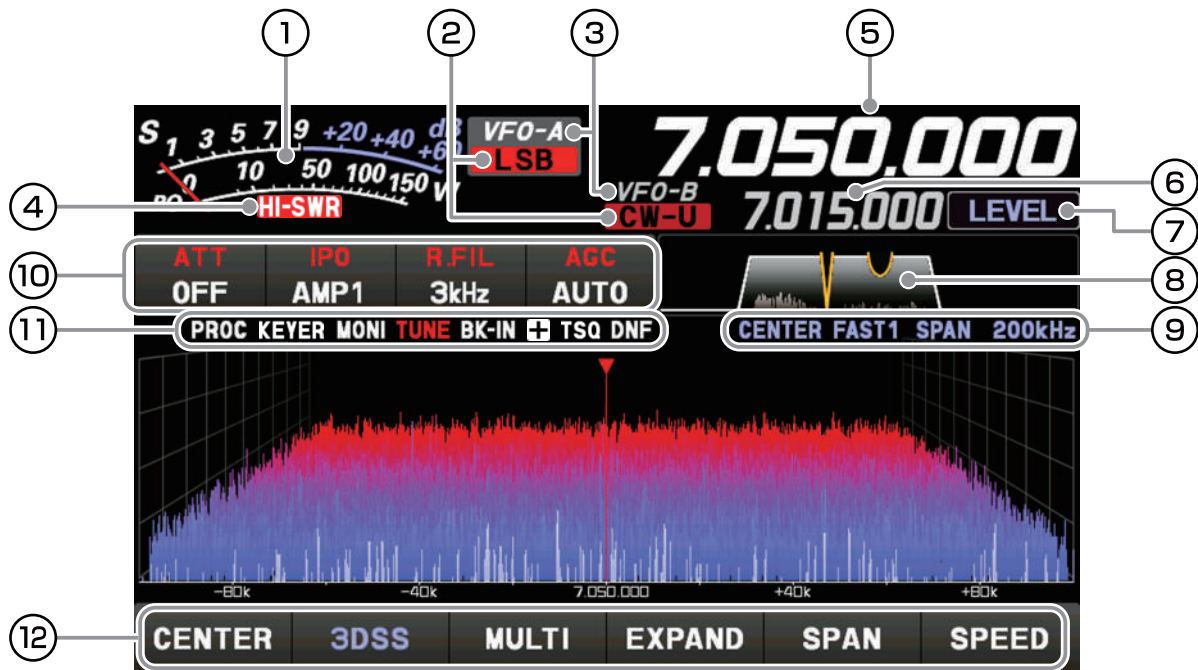 ① ② ③ ⑤
S 1 3 5 7 9 +20 +40 +60 dB
VFO-A
7.050.000
LSB
0 10 50 100 150 W
PO
VFO-B
⑥
④
HI-SWR
CW-U
7.015.000
LEVEL
⑦
ATT IPO R.FIL AGC
⑧
⑩
OFF AMP1 3kHz AUTO
⑪
PROC KEYER MONI TUNE BK-IN + TSQ DNF
CENTER FAST1 SPAN 200kHz
⑨
-80k -40k 7.050.000 +40k +80k
⑫
CENTER 3DSS MULTI EXPAND SPAN SPEED